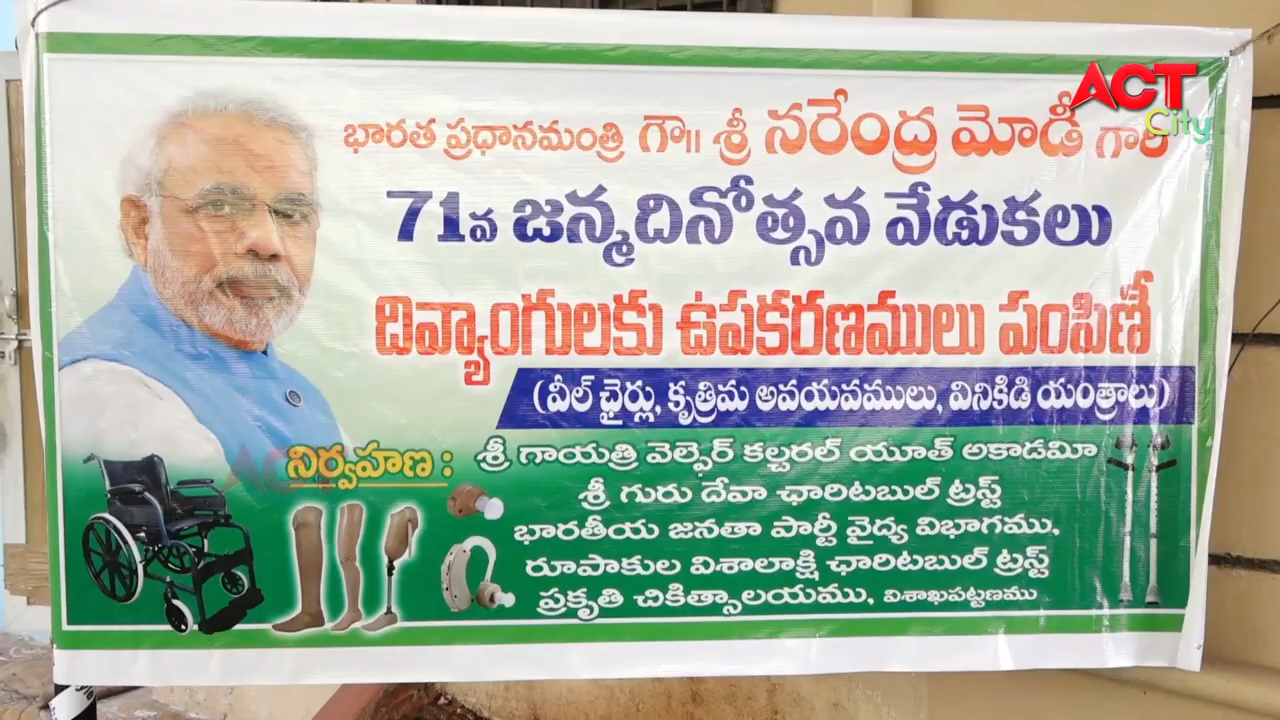 ACT
City
భారత ప్రధానమంత్రి గౌ|| శ్రీ నరేంద్ర మోడీ గారి
71వ జన్మదినోత్సవ వేడుకలు
దివ్యాంగులకు ఉపకరణములు పంపిణీ
(వీల్ ఛైర్లు, కృత్రిమ అవయవములు, వినికిడి యంత్రాలు)
నిర్వహణ : శ్రీ గాయత్రి వెల్ఫేర్ కల్చరల్ యూత్ అకాడమీ
శ్రీ గురు దేవా ఛారిటబుల్ ట్రస్ట్
భారతీయ జనతా పార్టీ వైద్య విభాగము,
రూపాకుల విశాలాక్షి ఛారిటబుల్ ట్రస్ట్
ప్రకృతి చికిత్సాలయము, విశాఖపట్టణము